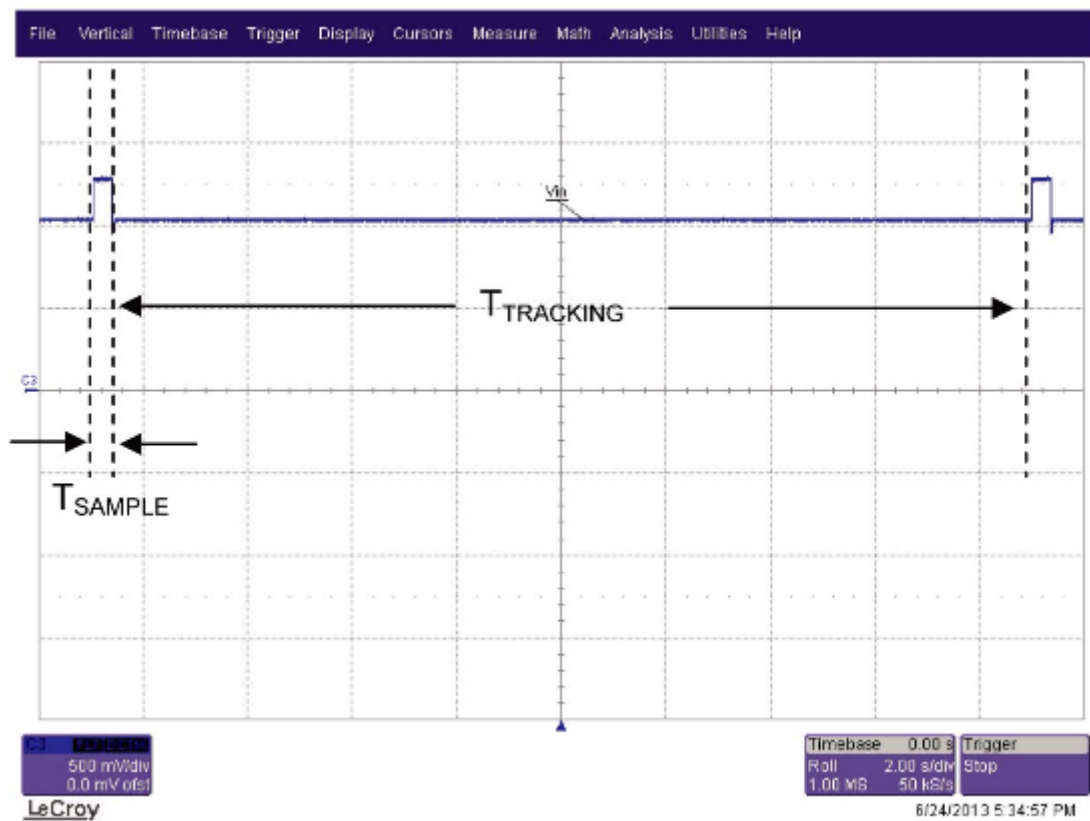 File Vertical Timebase Trigger Display Cursors Measure Math Analysis Utilities Help
Vin
T TRACKING
C3
T SAMPLE
C3
500 mV/div
0.0 mV ofst
Timebase 0.00 s
Roll 2.00 s/div
1.00 MS 50 kS/s
Trigger
Stop
LeCroy
6/24/2013 5:34:57 PM